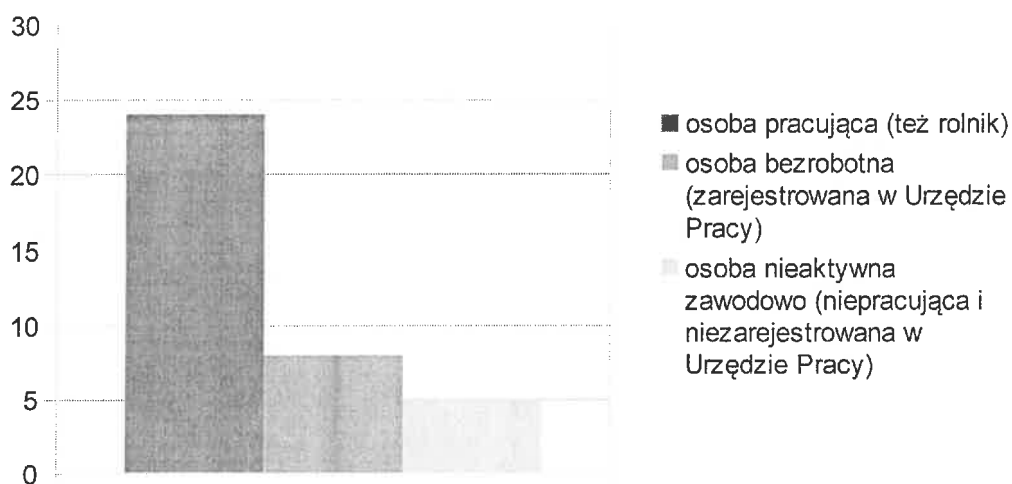 30
25
20
15
10
5
0
osoba pracująca (też rolnik)
osoba bezrobotna
(zarejestrowana w Urzędzie
Pracy)
osoba nieaktywna
zawodowo (niepracująca i
niezarejestrowana w
Urzędzie Pracy)